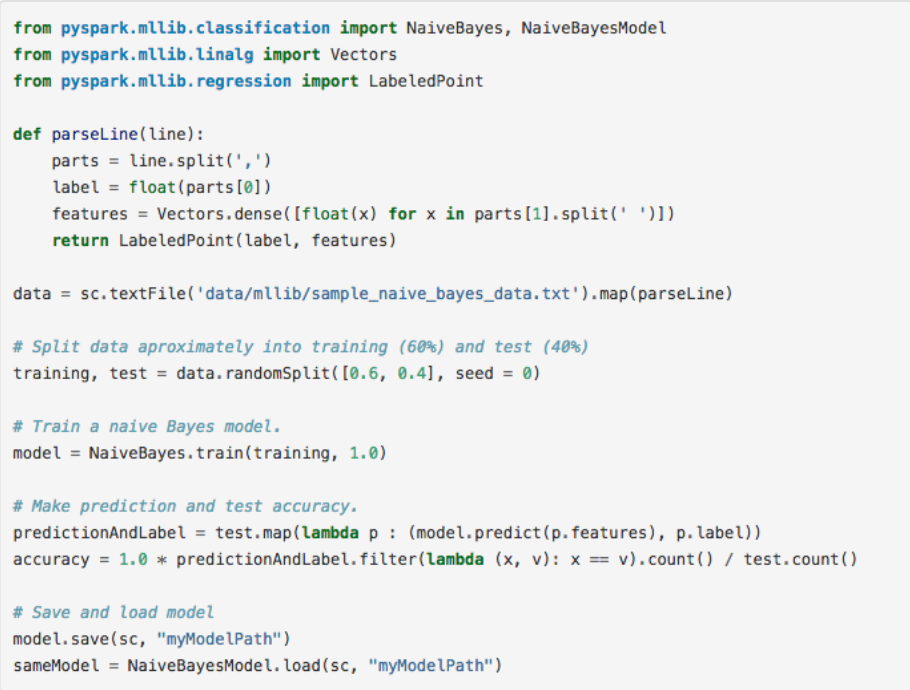 from pyspark.mllib.classification import NaiveBayes, NaiveBayesModel
from pyspark.mllib.linalg import Vectors
from pyspark.mllib.regression import LabeledPoint

def parseLine(line):
    parts = line.split(',')
    label = float(parts[0])
    features = Vectors.dense([float(x) for x in parts[1].split(' ')])
    return LabeledPoint(label, features)

data = sc.textFile('data/mllib/sample_naive_bayes_data.txt').map(parseLine)

# Split data aproximately into training (60%) and test (40%)
training, test = data.randomSplit([0.6, 0.4], seed = 0)

# Train a naive Bayes model.
model = NaiveBayes.train(training, 1.0)

# Make prediction and test accuracy.
predictionAndLabel = test.map(lambda p : (model.predict(p.features), p.label))
accuracy = 1.0 * predictionAndLabel.filter(lambda (x, v): x == v).count() / test.count()

# Save and load model
model.save(sc, "myModelPath")
sameModel = NaiveBayesModel.load(sc, "myModelPath")